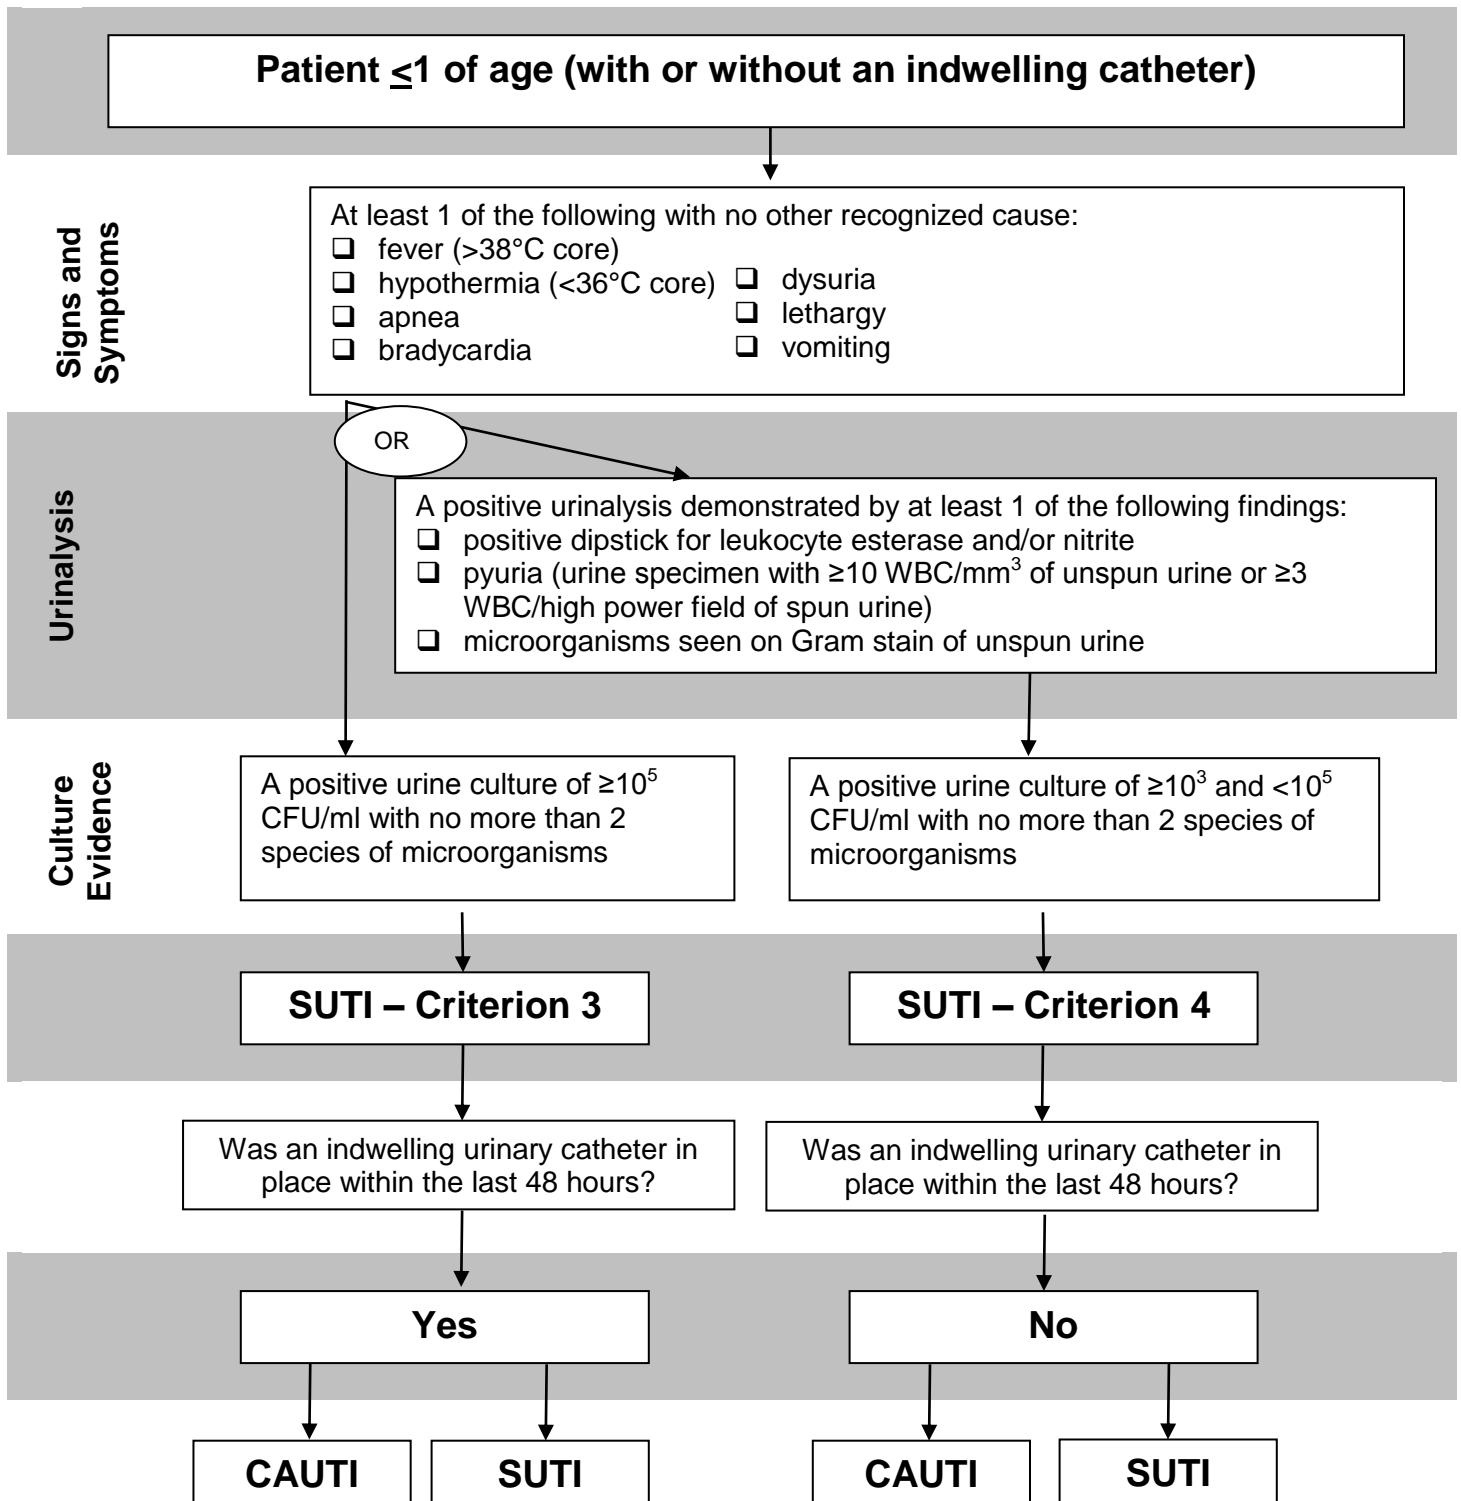 Patient ≤1 of age (with or without an indwelling catheter)
Signs and
Symptoms
At least 1 of the following with no other recognized cause:
❑ fever (>38°C core)
❑ hypothermia (<36°C core)
❑ apnea
❑ bradycardia
❑ dysuria
❑ lethargy
❑ vomiting
OR
Urinalysis
A positive urinalysis demonstrated by at least 1 of the following findings:
❑ positive dipstick for leukocyte esterase and/or nitrite
❑ pyuria (urine specimen with ≥10 WBC/mm³ of unspun urine or ≥3
WBC/high power field of spun urine)
❑ microorganisms seen on Gram stain of unspun urine
Culture
Evidence
A positive urine culture of ≥10⁵
CFU/ml with no more than 2
species of microorganisms
A positive urine culture of ≥10³ and <10⁵
CFU/ml with no more than 2 species of
microorganisms
SUTI – Criterion 3
SUTI – Criterion 4
Was an indwelling urinary catheter in
place within the last 48 hours?
Was an indwelling urinary catheter in
place within the last 48 hours?
Yes
No
CAUTI
SUTI
CAUTI
SUTI